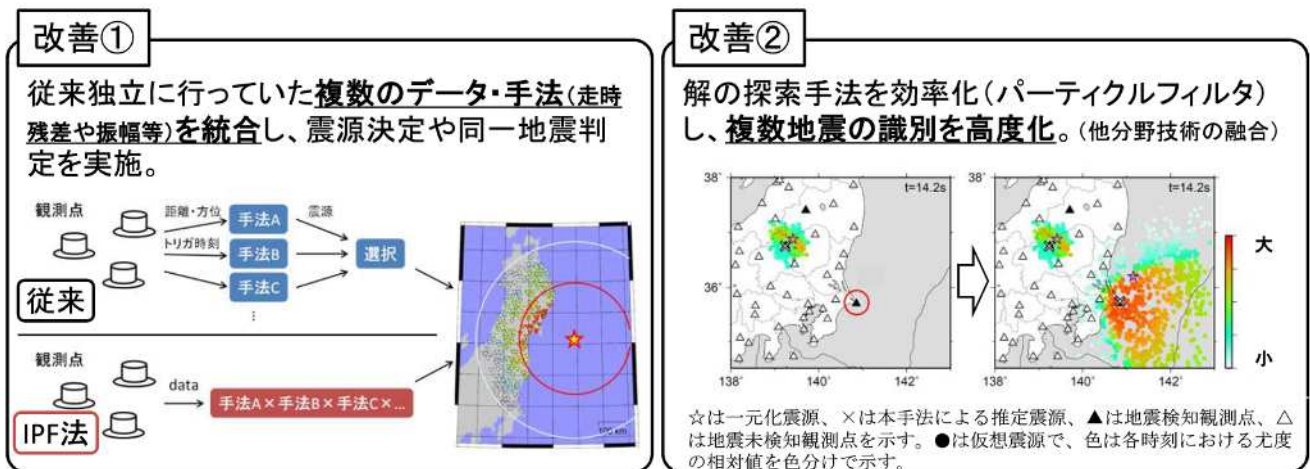 改善①
従来独立に行っていた複数のデータ・手法(走時
残差や振幅等)を統合し、震源決定や同一地震判
定を実施。
観測点
距離・方位
トリガ時刻
手法A
手法B
手法C
⋮
震源
選択
従来
観測点
data
手法A×手法B×手法C×...
IPF法
100 km
改善②
解の探索手法を効率化(パーティクルフィルタ)
し、複数地震の識別を高度化。(他分野技術の融合)
38˚
36˚
t=14.2s
138˚
140˚
142˚
38˚
36˚
t=14.2s
138˚
140˚
142˚
大
小
☆は一元化震源、×は本手法による推定震源、▲は地震検知観測点、△
は地震未検知観測点を示す。●は仮想震源で、色は各時刻における尤度
の相対値を色分けで示す。